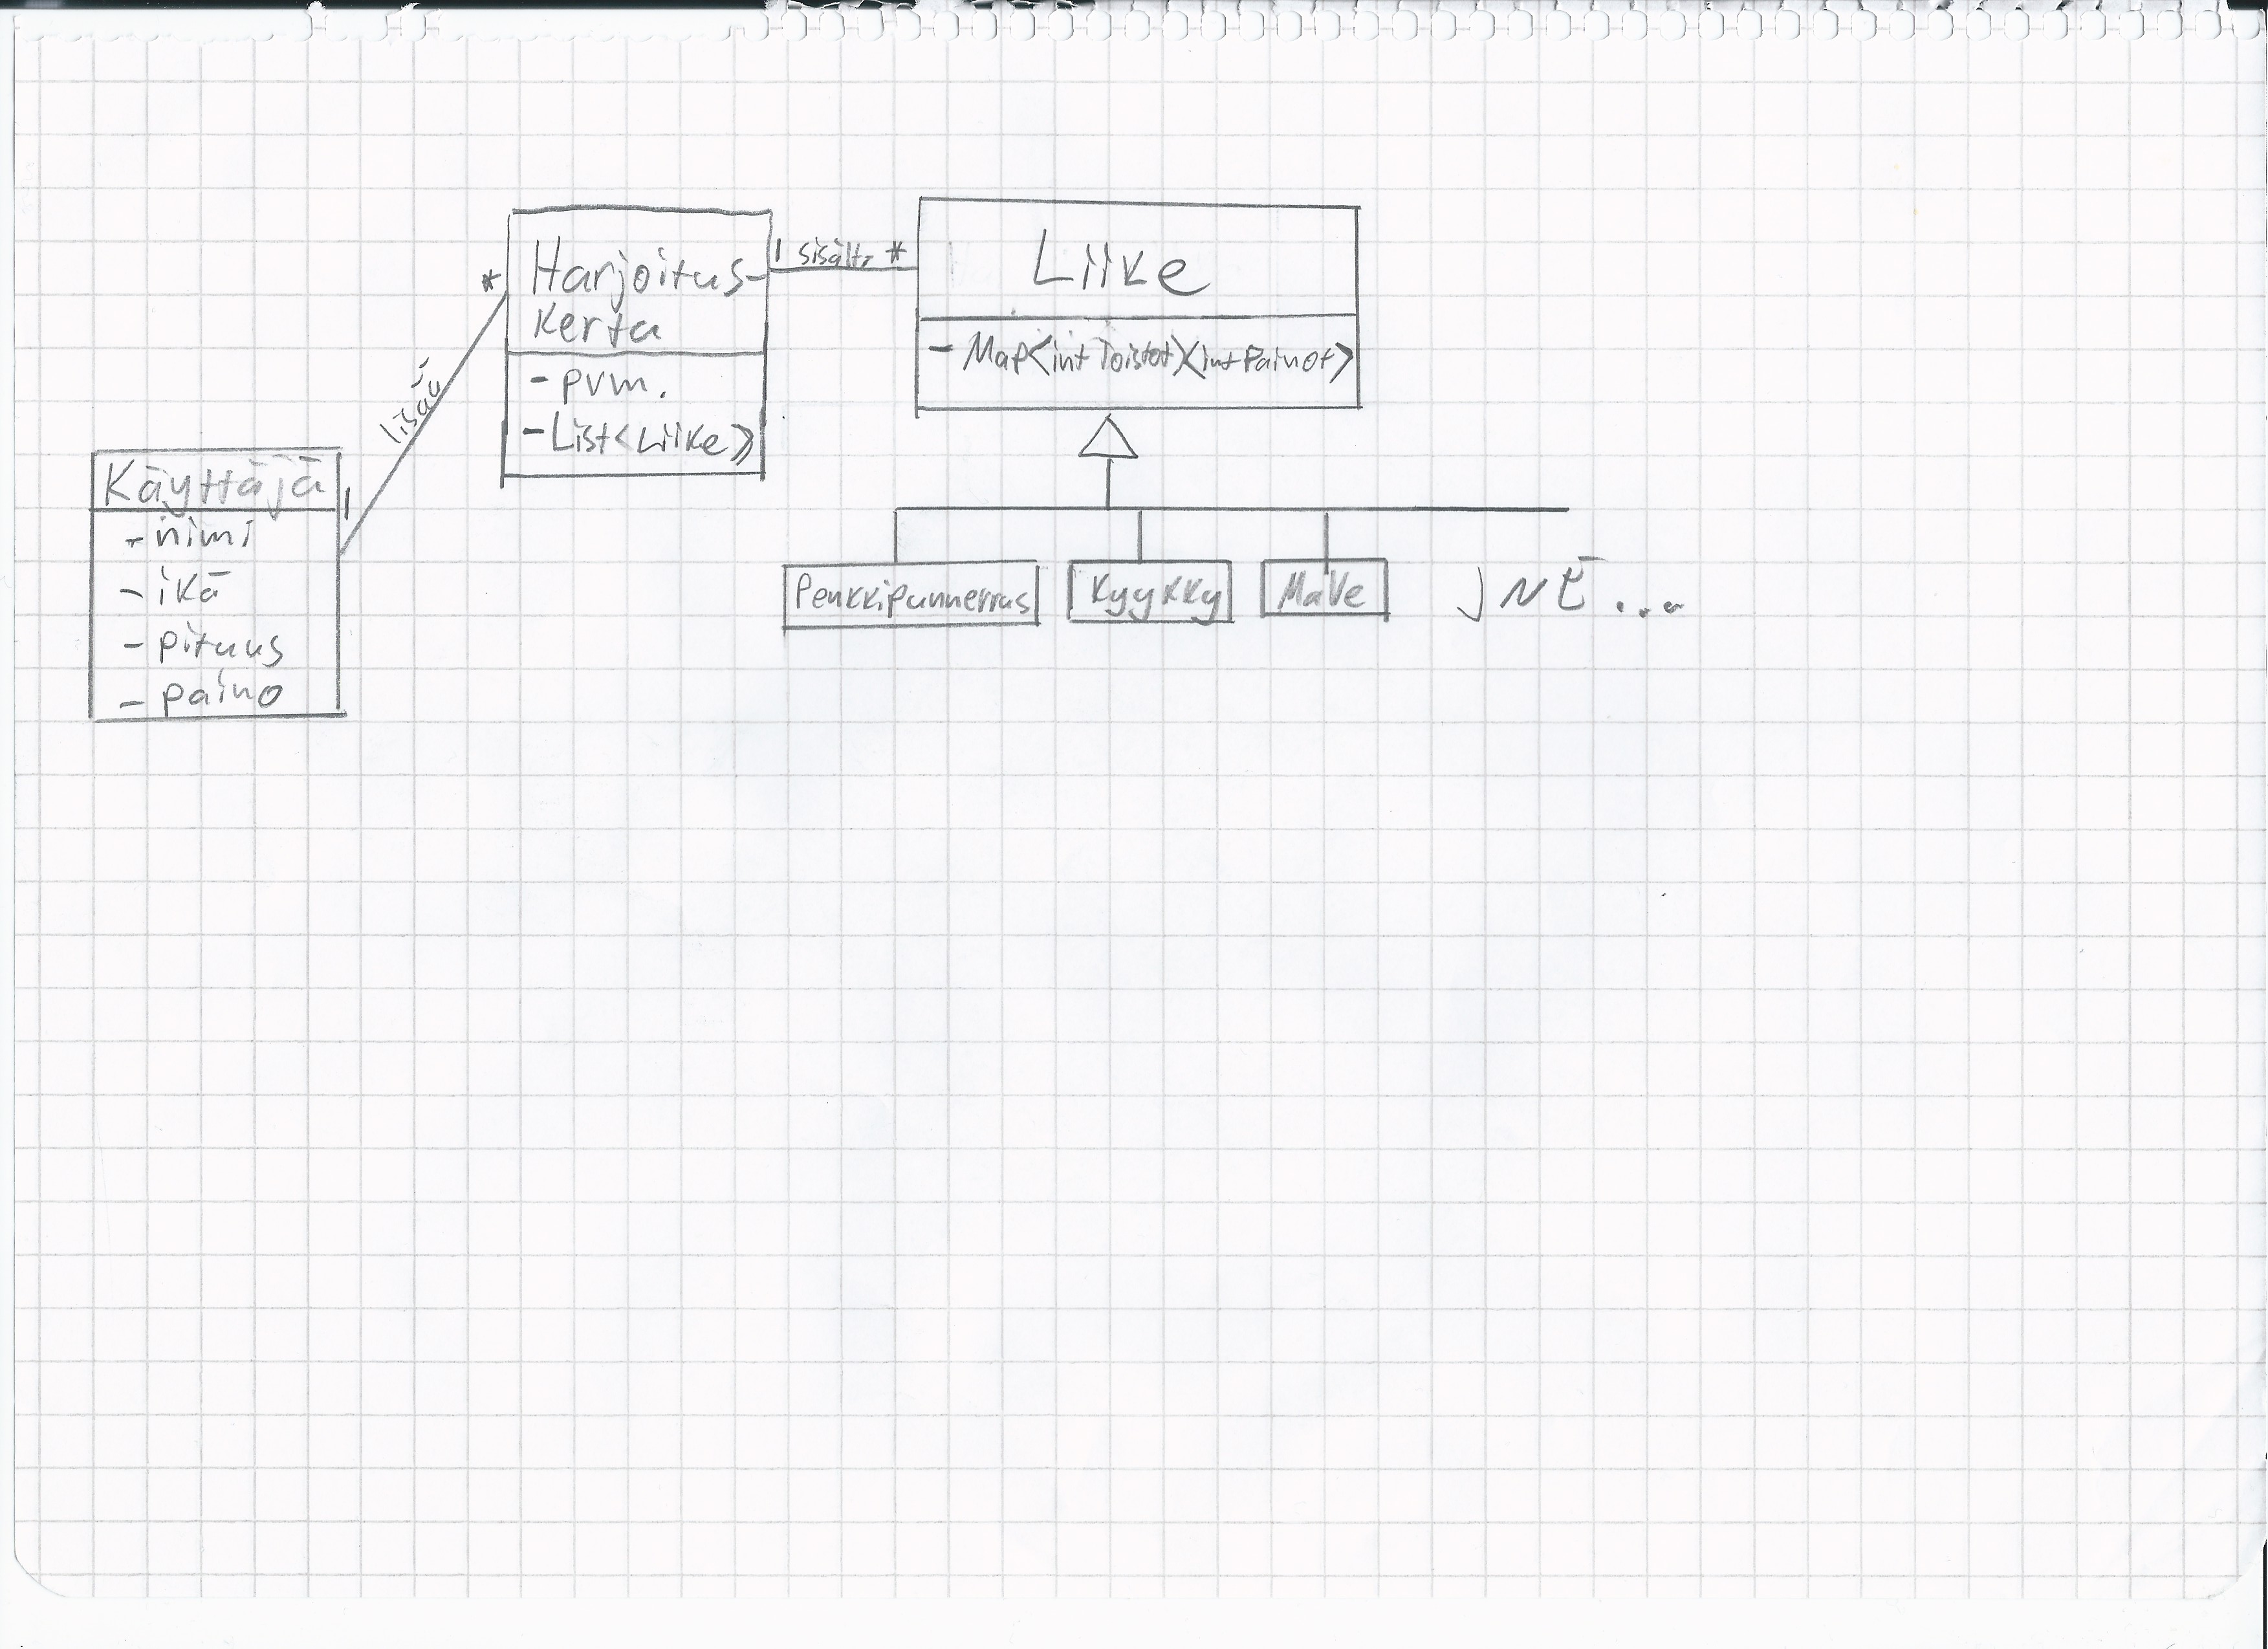 Harjoitus-
kerta
- pvm.
- List<Liike>
1 sisält. *
Liike
- Map<int Toistot)(int Painot>
*
lisää
1
Käyttäjä
- nimi
- ikä
- pituus
- paino
Penkkipunnerrus
Kyykky
MaVe
JNE...